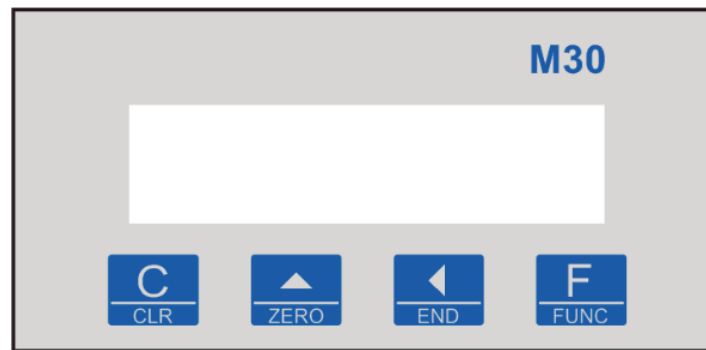 M30
C ▲ ◀ F
CLR ZERO END FUNC